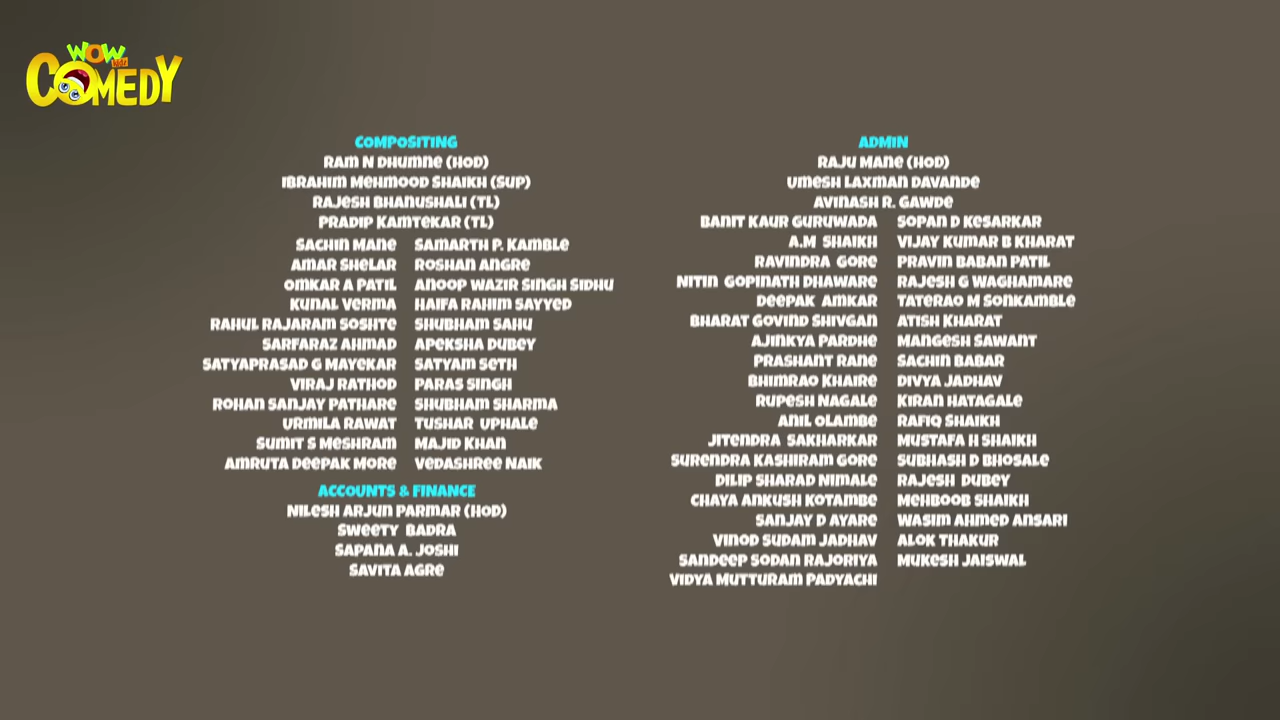 WOW
COMEDY
COMPOSITING
RAM N DHUMNE (HOD)
IBRAHIM MEHMOOD SHAIKH (SUP)
RAJESH BHANUSHALI (TL)
PRADIP KAMTEKAR (TL)
SACHIN MANE SAMARTH P. KAMBLE
AMAR SHELAR ROSHAN ANGRE
OMKAR A PATIL ANOOP WAZIR SINGH SIDHU
KUNAL VERMA HAIFA RAHIM SAYYED
RAHUL RAJARAM SOSHTE SHUBHAM SAHU
SARFARAZ AHMAD APEKSHA DUBEY
SATYAPRASAD G MAYEKAR SATYAM SETH
VIRAJ RATHOD PARAS SINGH
ROHAN SANJAY PATHARE SHUBHAM SHARMA
URMILA RAWAT TUSHAR UPHALE
SUMIT S MESHRAM MAJID KHAN
AMRUTA DEEPAK MORE VEDASHREE NAIK
ACCOUNTS & FINANCE
NILESH ARJUN PARMAR (HOD)
SWEETY BADRA
SAPANA A. JOSHI
SAVITA AGRE
ADMIN
RAJU MANE (HOD)
UMESH LAXMAN DAVANDE
AVINASH R. GAWDE
BANIT KAUR GURUWADA SOPAN D KESARKAR
A.M SHAIKH VIJAY KUMAR B KHARAT
RAVINDRA GORE PRAVIN BABAN PATIL
NITIN GOPINATH DHAWARE RAJESH G WAGHAMARE
DEEPAK AMKAR TATERAO M SONKAMBLE
BHARAT GOVIND SHIVGAN ATISH KHARAT
AJINKYA PARDHE MANGESH SAWANT
PRASHANT RANE SACHIN BABAR
BHIMRAO KHAIRE DIVYA JADHAV
RUPESH NAGALE KIRAN HATAGALE
ANIL OLAMBE RAFIQ SHAIKH
JITENDRA SAKHARKAR MUSTAFA H SHAIKH
SURENDRA KASHIRAM GORE SUBHASH D BHOSALE
DILIP SHARAD NIMALE RAJESH DUBEY
CHAYA ANKUSH KOTAMBE MEHBOOB SHAIKH
SANJAY D AYARE WASIM AHMED ANSARI
VINOD SUDAM JADHAV ALOK THAKUR
SANDEEP SODAN RAJORIYA MUKESH JAISWAL
VIDYA MUTTURAM PADYACHI